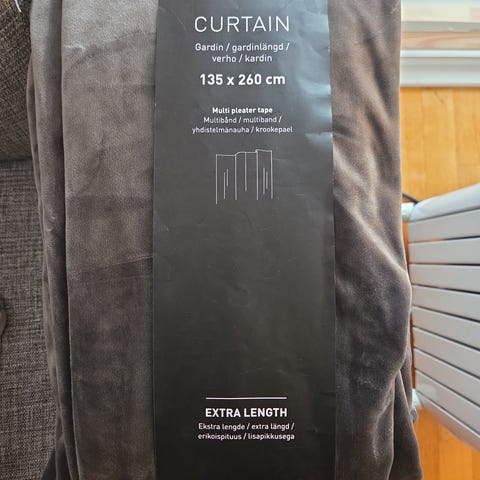 CURTAIN
Gardin / gardinlängd /
verho / kardin
135 x 260 cm
Multi pleater tape
Multibånd / multiband /
yhdistelmänauha / krookepael
EXTRA LENGTH
Ekstra lengde / extra längd /
erikoispituus / lisapikkusega